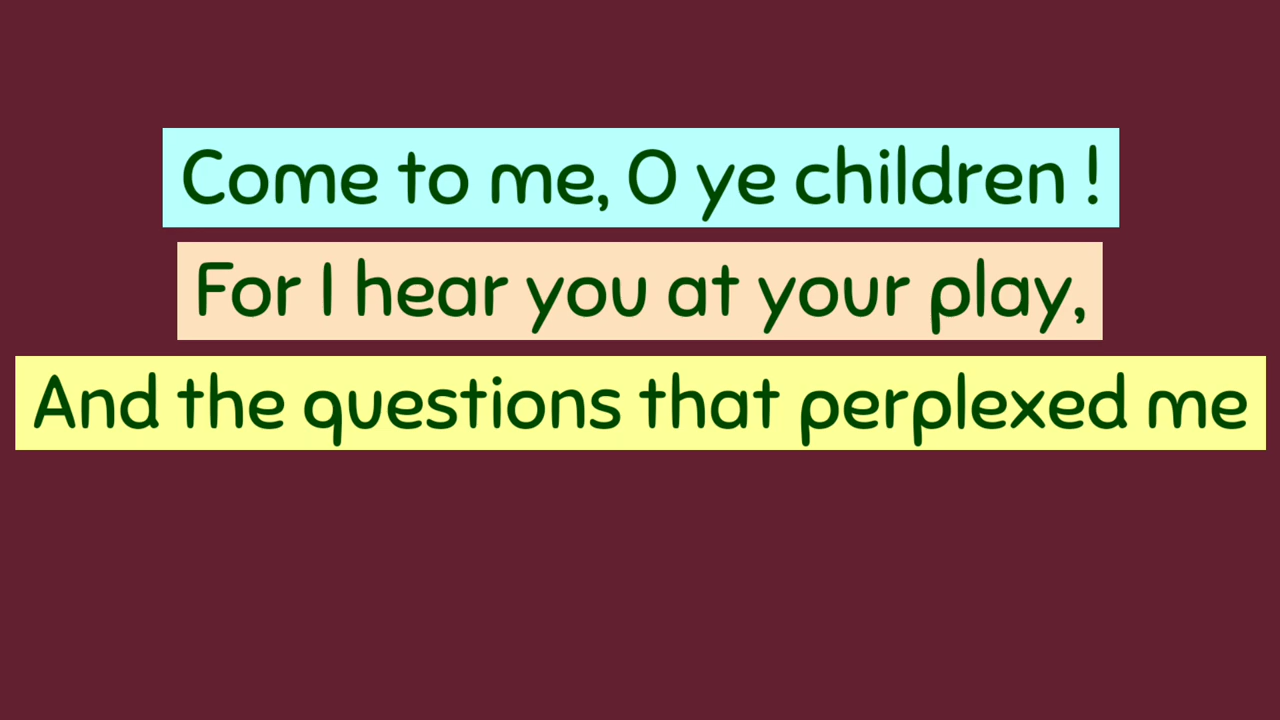 Come to me, O ye children !
For I hear you at your play,
And the questions that perplexed me